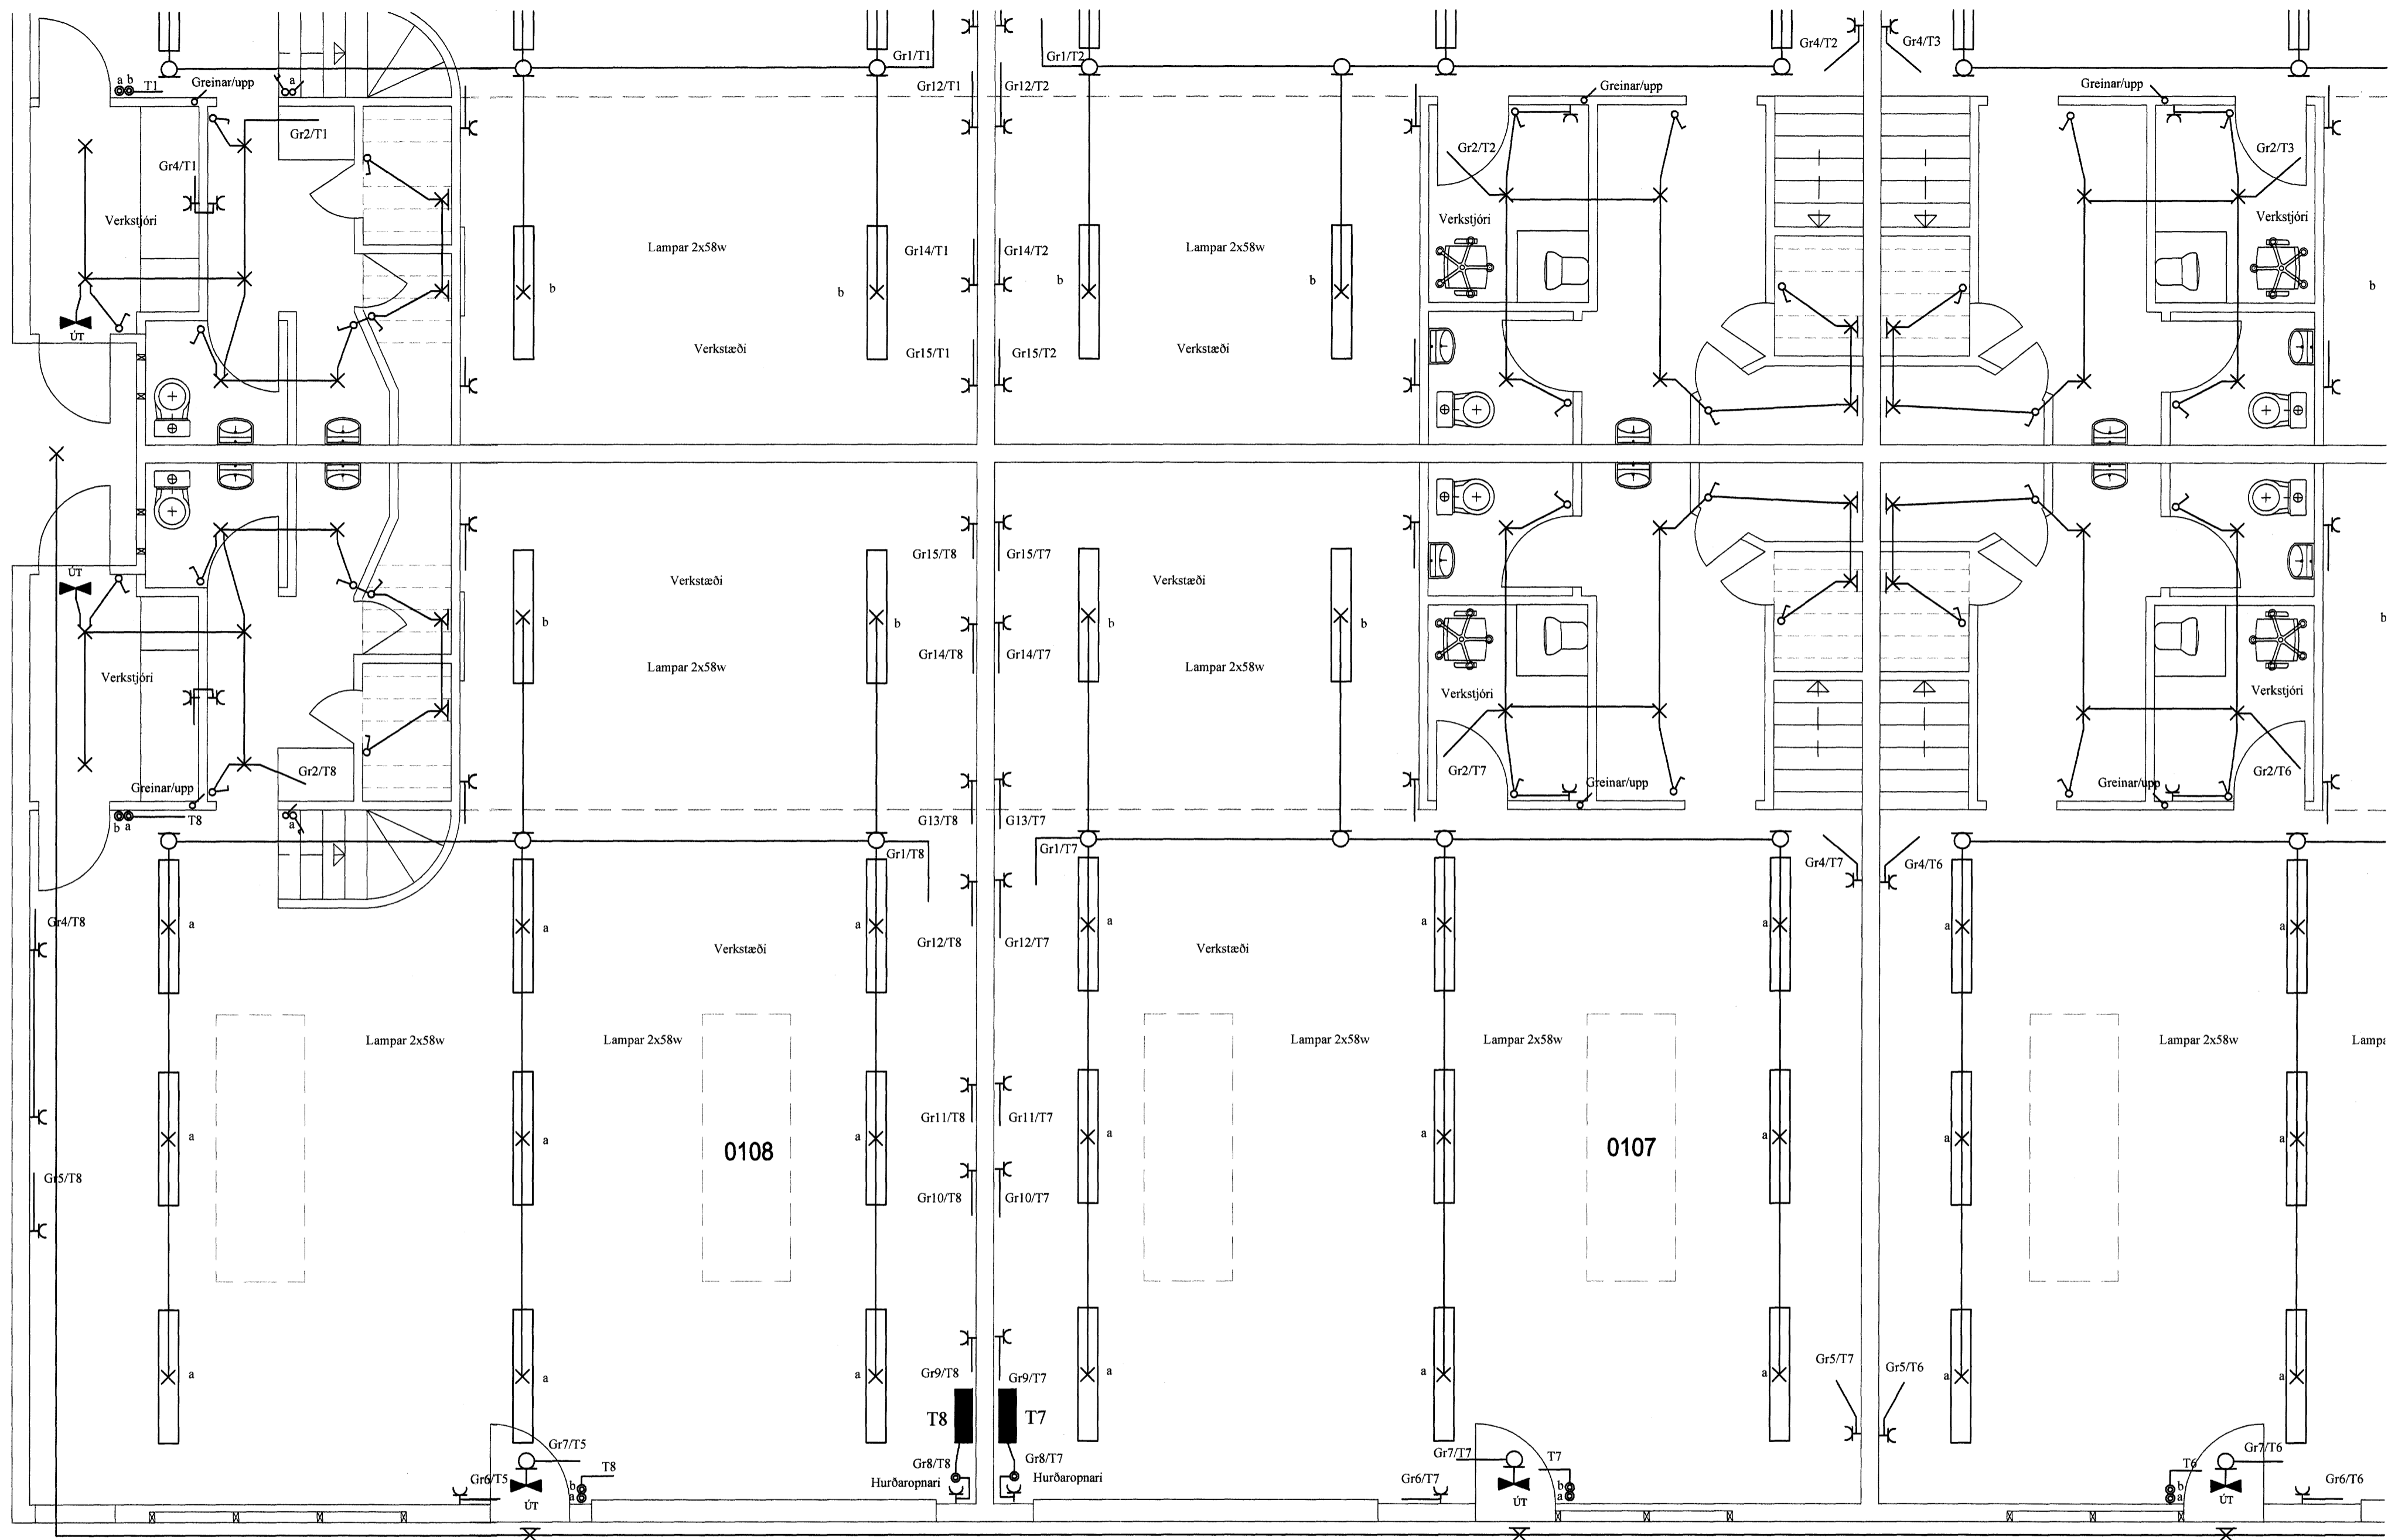 Gr1/T1
Gr1/T2
Gr4/T2
Gr4/T3
a b
T1
Greinar/upp
a
Gr12/T1
Gr12/T2
Greinar/upp
Greinar/upp
Gr2/T1
Gr4/T1
Gr2/T2
Gr2/T3
Verkstjóri
Verkstjóri
Verkstjóri
Lampar 2x58w
Gr14/T1
Gr14/T2
Lampar 2x58w
b
b
b
b
b
ÚT
Verkstæði
Gr15/T1
Gr15/T2
Verkstæði
Gr15/T8
Gr15/T7
ÚT
Verkstæði
Verkstæði
b
b
b
b
b
Gr14/T8
Gr14/T7
Lampar 2x58w
Lampar 2x58w
Verkstjóri
Verkstjóri
Verkstjóri
Gr2/T8
Gr2/T7
Gr2/T6
Greinar/upp
Greinar/upp
Greinar/upp
b a
T8
a
G13/T8
G13/T7
Gr1/T8
Gr1/T7
Gr4/T7
Gr4/T6
Gr4/T8
a
a
a
a
a
a
a
a
Verkstæði
Gr12/T8
Gr12/T7
Verkstæði
Lampar 2x58w
Lampar 2x58w
Lampar 2x58w
Lampar 2x58w
Lampar 2x58w
Lampa
Gr11/T8
Gr11/T7
a
a
a
a
a
a
a
a
0108
0107
Gr5/T8
Gr10/T8
Gr10/T7
Gr5/T7
Gr5/T6
a
a
a
a
a
a
a
a
Gr9/T8
Gr9/T7
T8
T7
Gr7/T5
Gr8/T8
Gr8/T7
Gr7/T7
T7
Gr7/T6
T8
T6
Gr6/T5
Hurðaropnari
Hurðaropnari
Gr6/T7
Gr6/T6
b
a
b
a
b
a
ÚT
ÚT
ÚT